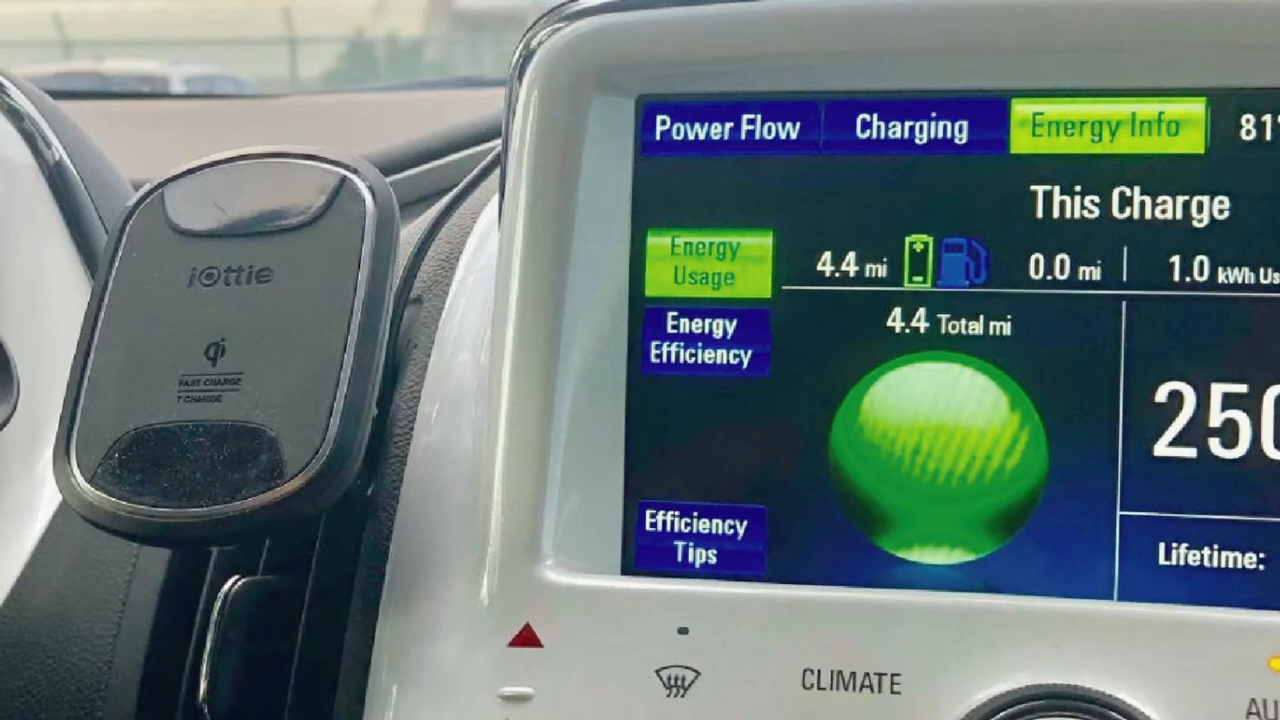 Power Flow Charging Energy Info 81
This Charge
Energy
Usage
4.4 mi 0.0 mi 1.0 kWh Us
4.4 Total mi
Energy
Efficiency
250
Efficiency
Tips
Lifetime:
iOttie
qi
FAST CHARGE
T CHARGE
CLIMATE
AU